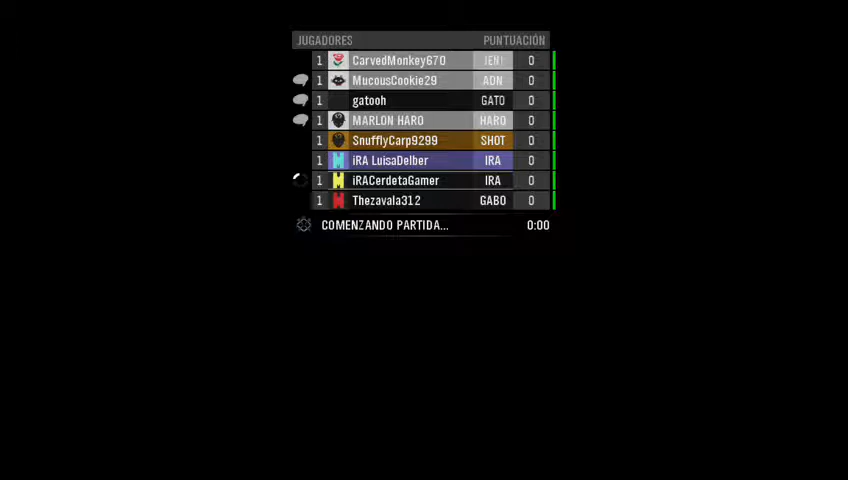 JUGADORES PUNTUACIÓN
1 CarvedMonkey670 JEN! 0
1 MucousCookie29 ADN 0
1 gatooh GATO 0
1 MARLON HARO HARO 0
1 SnufflyCarp9299 SHOT 0
1 iRA LuisaDelber IRA 0
1 iRACerdetaGamer IRA 0
1 Thezavala312 GABO 0
COMENZANDO PARTIDA... 0:00